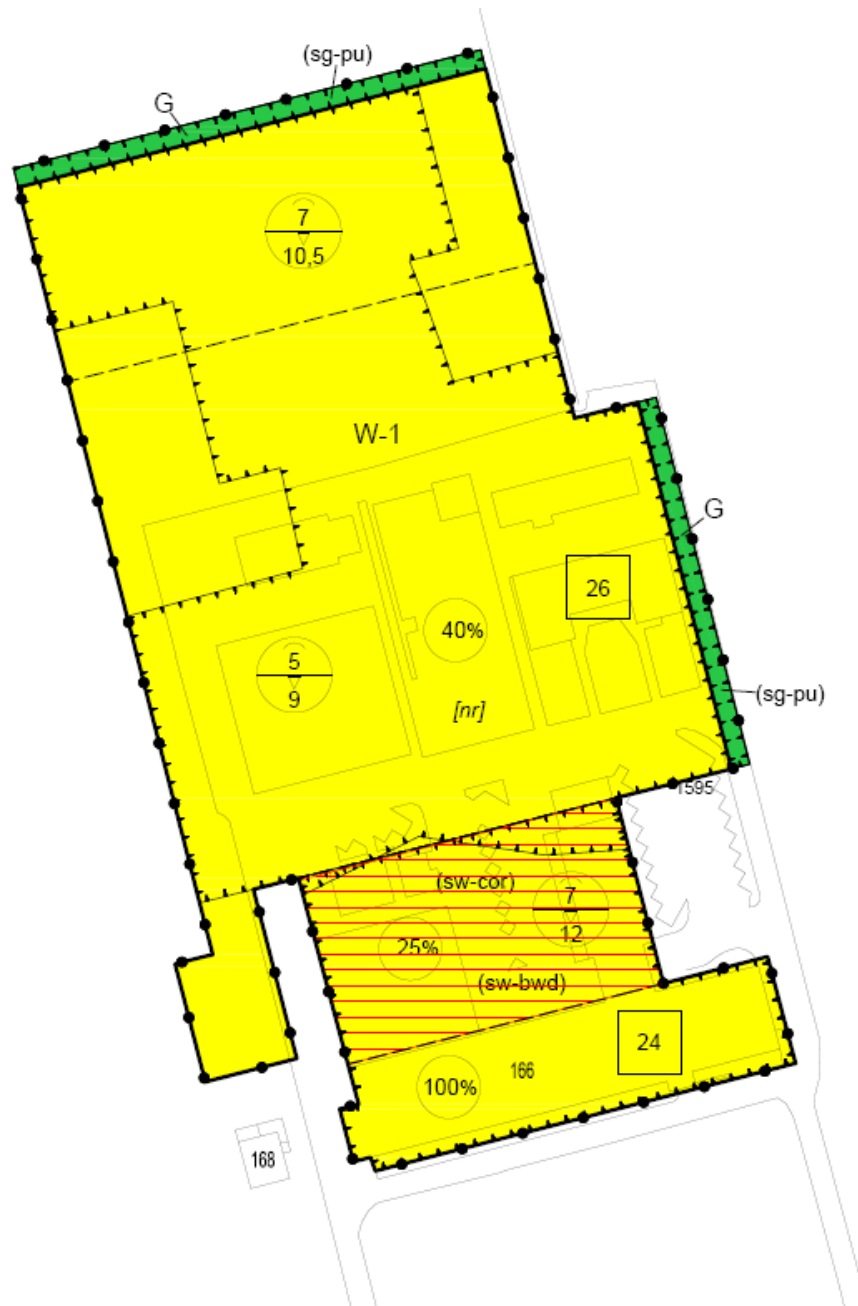 (sg-pu)
G
7
10,5
W-1
G
26
40%
5
9
[nr]
(sg-pu)
1595
(sw-cor)
7
12
25%
(sw-bwd)
24
166
100%
168